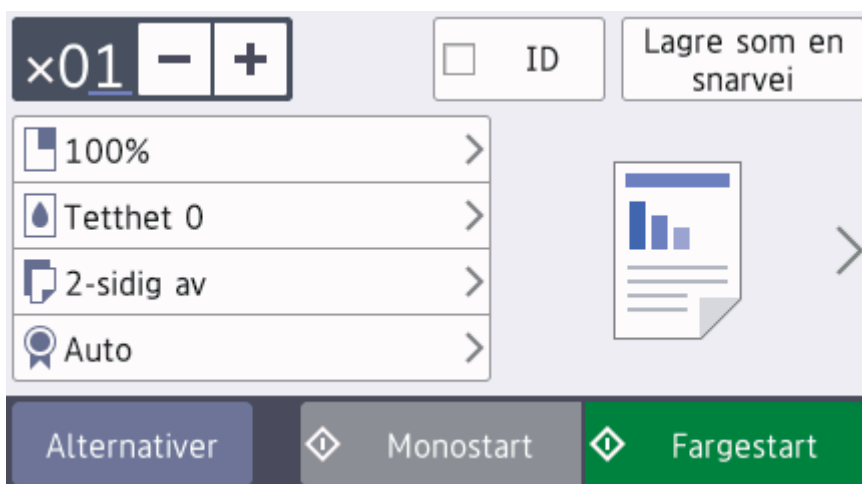 ×01 − +
ID
Lagre som en
snarvei
100%
Tetthet 0
2-sidig av
Auto
Alternativer
Monostart
Fargestart